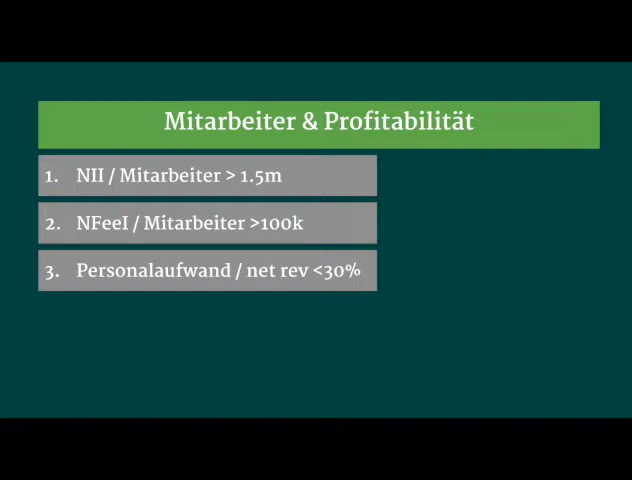 Mitarbeiter & Profitabilität
1. NII / Mitarbeiter > 1.5m
2. NFeeI / Mitarbeiter >100k
3. Personalaufwand / net rev <30%